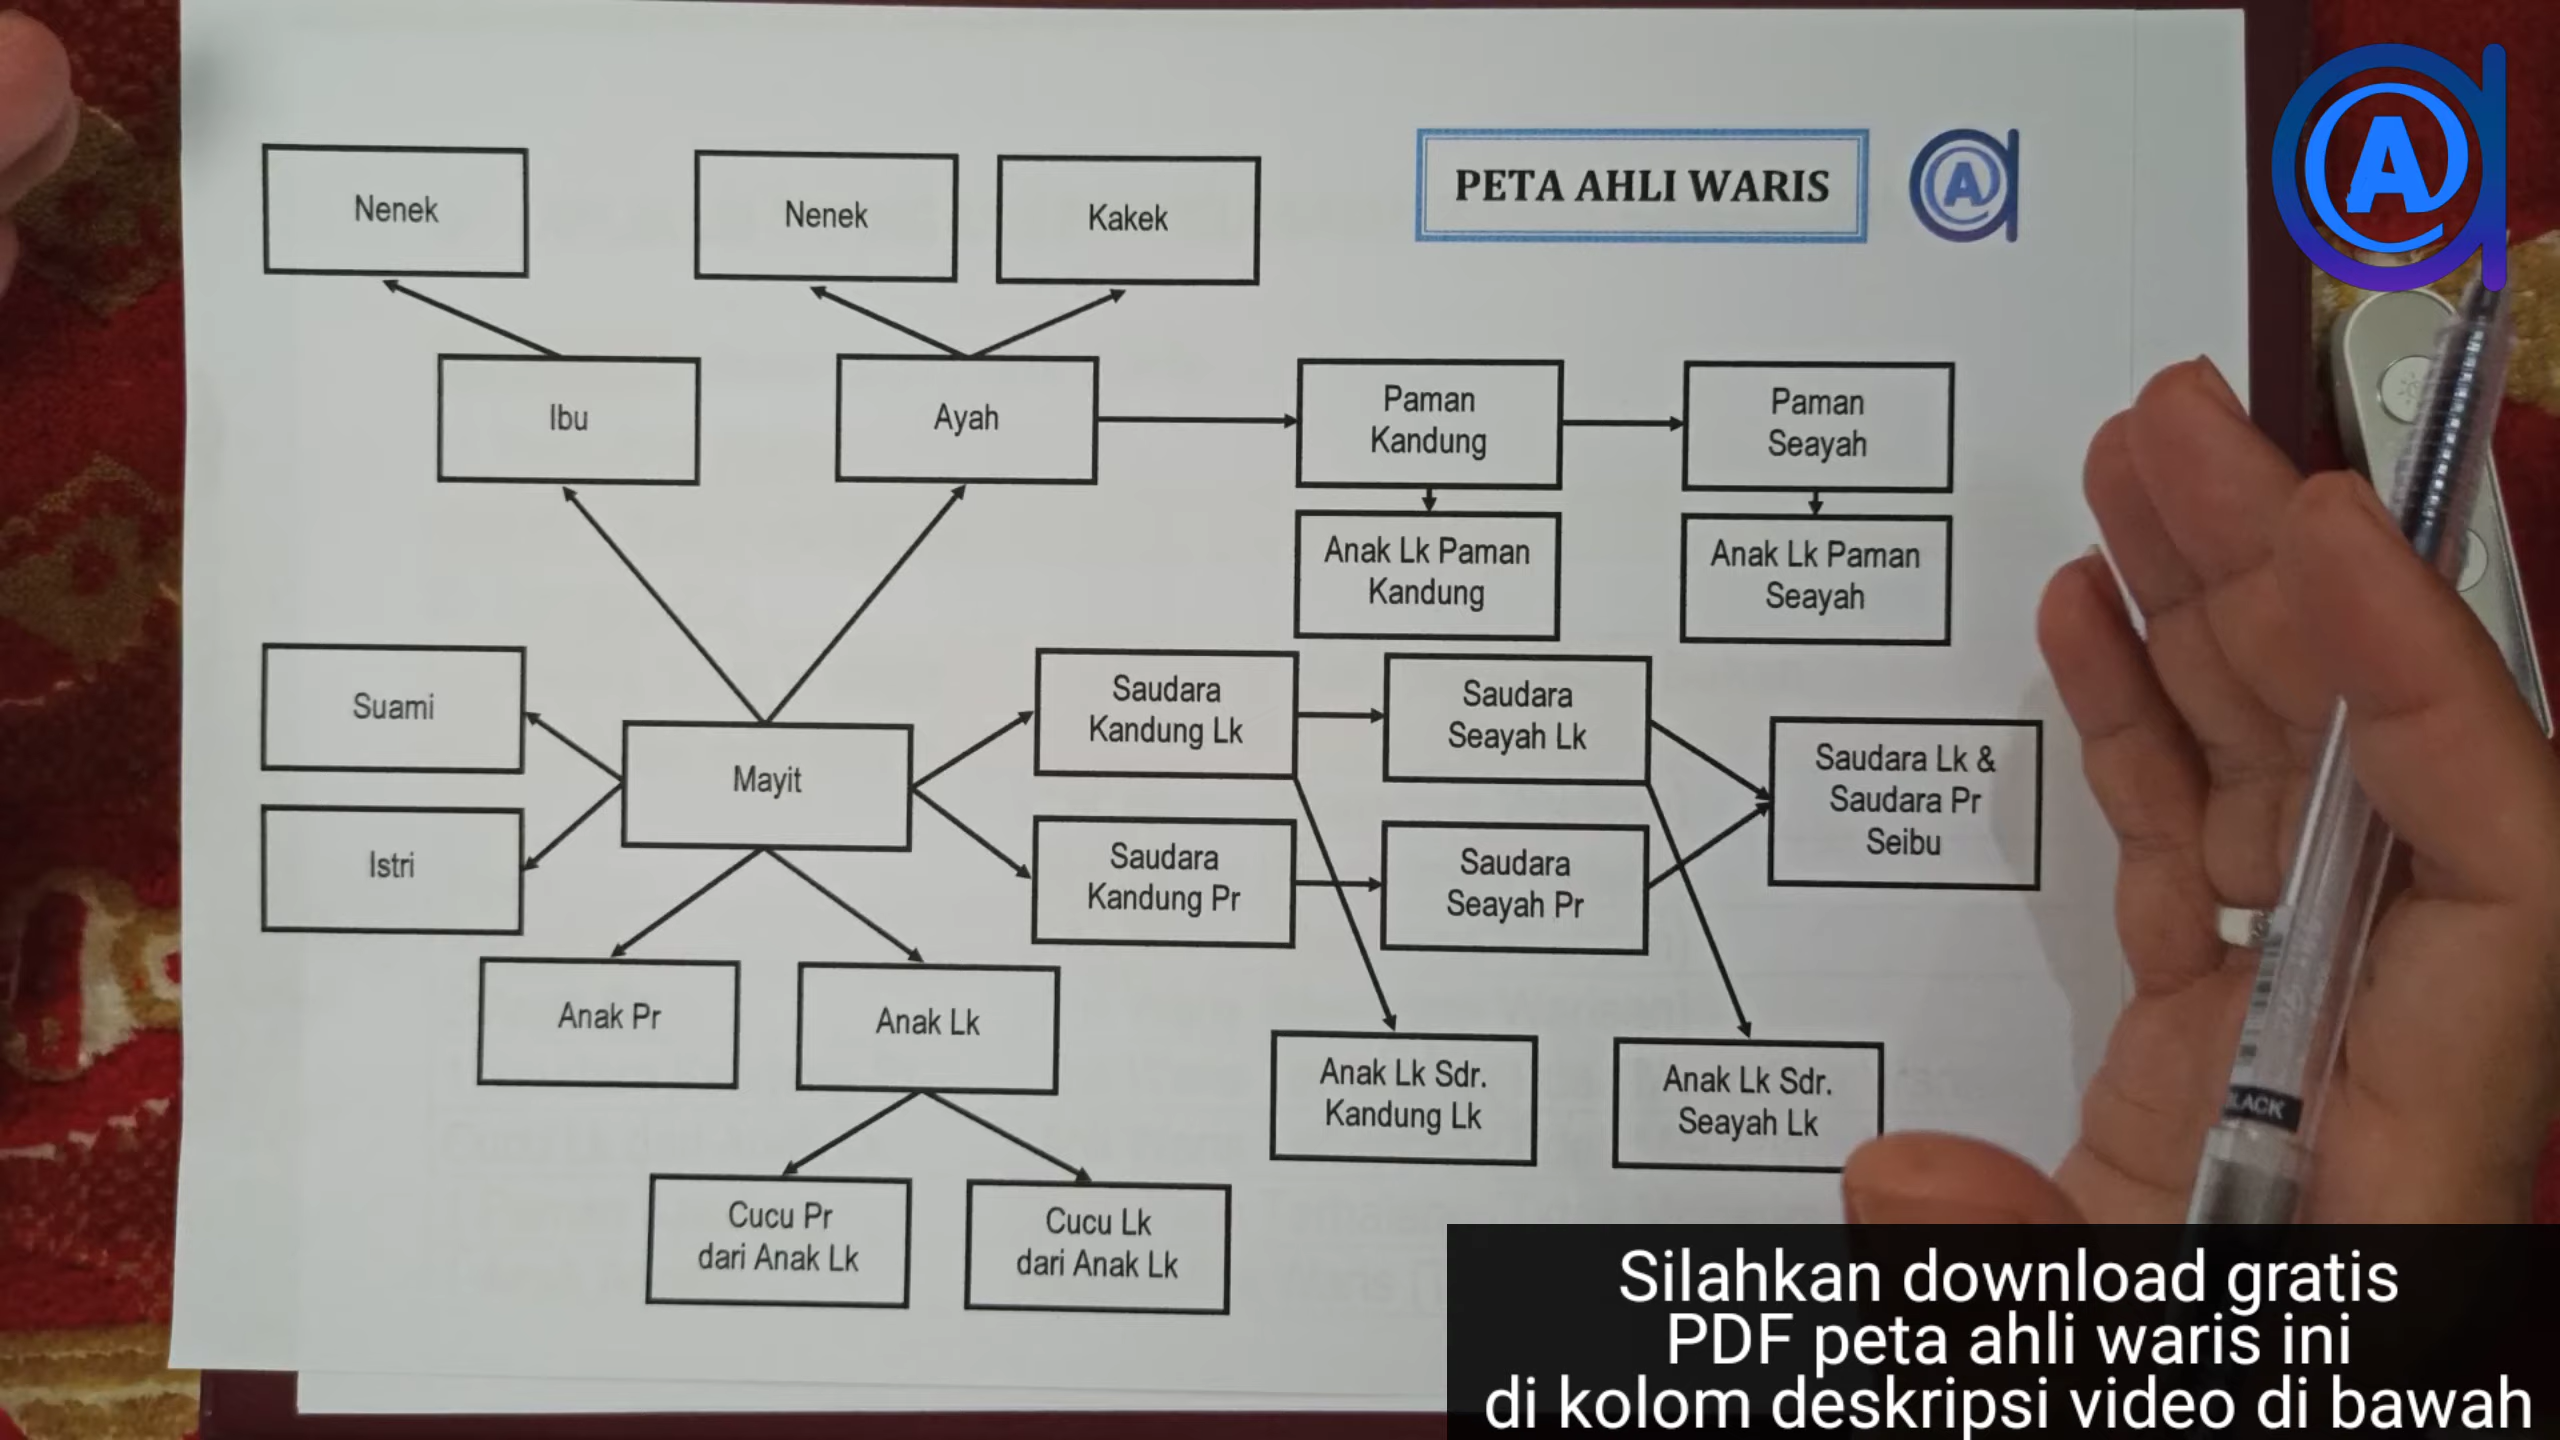 PETA AHLI WARIS
A
A
Nenek
Nenek
Kakek
Ibu
Ayah
Paman
Kandung
Paman
Seayah
Anak Lk Paman
Kandung
Anak Lk Paman
Seayah
Suami
Istri
Mayit
Saudara
Kandung Lk
Saudara
Seayah Lk
Saudara
Kandung Pr
Saudara
Seayah Pr
Saudara Lk &
Saudara Pr
Seibu
Anak Pr
Anak Lk
Anak Lk Sdr.
Kandung Lk
Anak Lk Sdr.
Seayah Lk
Cucu Pr
dari Anak Lk
Cucu Lk
dari Anak Lk
BLACK
Silahkan download gratis
PDF peta ahli waris ini
di kolom deskripsi video di bawah